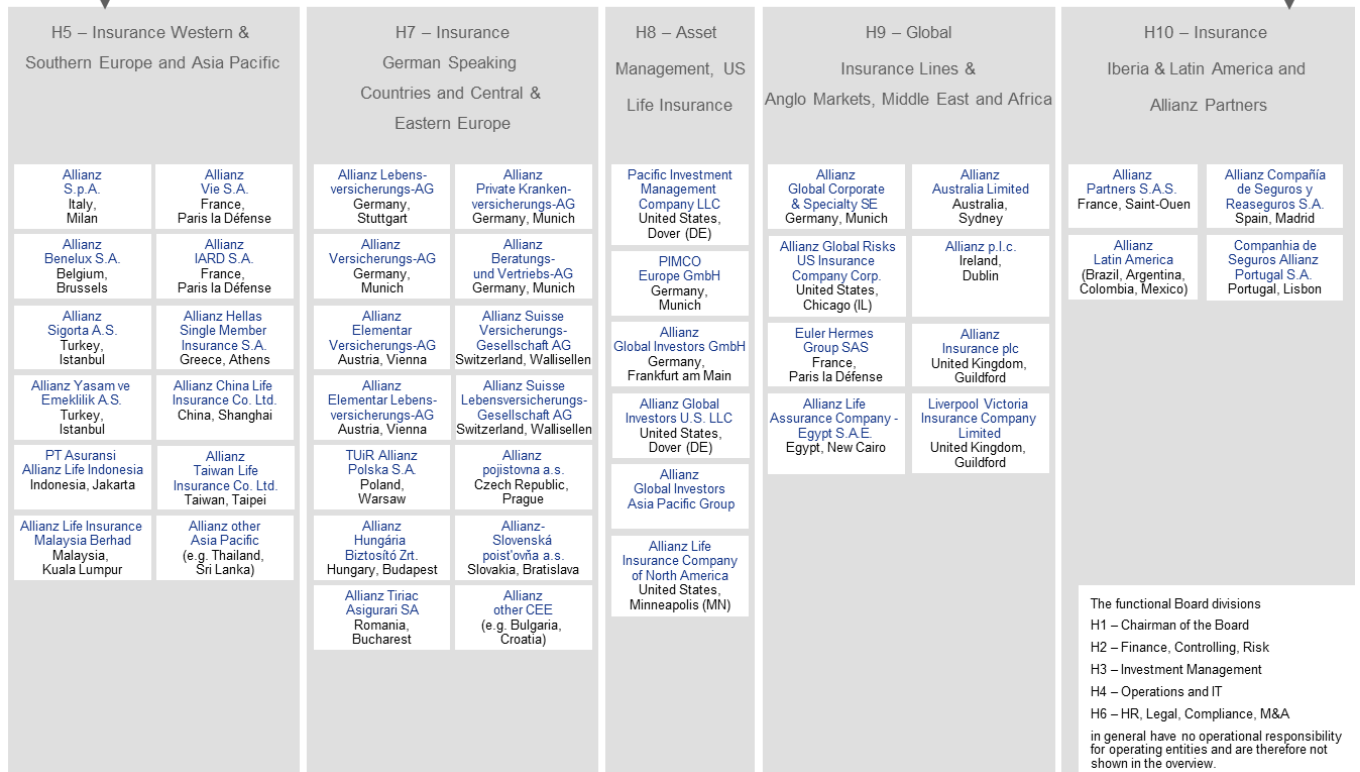 H5 – Insurance Western &
Southern Europe and Asia Pacific
Allianz
S.p.A.
Italy,
Milan
Allianz
Vie S.A.
France,
Paris la Défense
Allianz
Benelux S.A.
Belgium,
Brussels
Allianz
IARD S.A.
France,
Paris la Défense
Allianz
Sigorta A.S.
Turkey,
Istanbul
Allianz Hellas
Single Member
Insurance S.A.
Greece, Athens
Allianz Yasam ve
Emeklilik A.S.
Turkey,
Istanbul
Allianz China Life
Insurance Co. Ltd.
China, Shanghai
PT Asuransi
Allianz Life Indonesia
Indonesia, Jakarta
Allianz
Taiwan Life
Insurance Co. Ltd.
Taiwan, Taipei
Allianz Life Insurance
Malaysia Berhad
Malaysia,
Kuala Lumpur
Allianz other
Asia Pacific
(e.g. Thailand,
Sri Lanka)
H7 – Insurance
German Speaking
Countries and Central &
Eastern Europe
Allianz Lebens-
versicherungs-AG
Germany,
Stuttgart
Allianz
Private Kranken-
versicherungs-AG
Germany, Munich
Allianz
Versicherungs-AG
Germany,
Munich
Allianz
Beratungs-
und Vertriebs-AG
Germany, Munich
Allianz
Elementar
Versicherungs-AG
Austria, Vienna
Allianz Suisse
Versicherungs-
Gesellschaft AG
Switzerland, Wallisellen
Allianz
Elementar Lebens-
versicherungs-AG
Austria, Vienna
Allianz Suisse
Lebensversicherungs-
Gesellschaft AG
Switzerland, Wallisellen
TUiR Allianz
Polska S.A.
Poland,
Warsaw
Allianz
pojistovna a.s.
Czech Republic,
Prague
Allianz
Hungária
Biztosító Zrt.
Hungary, Budapest
Allianz-
Slovenská
poist'ovňa a.s.
Slovakia, Bratislava
Allianz Tiriac
Asigurari SA
Romania,
Bucharest
Allianz
other CEE
(e.g. Bulgaria,
Croatia)
H8 – Asset
Management, US
Life Insurance
Pacific Investment
Management
Company LLC
United States,
Dover (DE)
PIMCO
Europe GmbH
Germany,
Munich
Allianz
Global Investors GmbH
Germany,
Frankfurt am Main
Allianz Global
Investors U.S. LLC
United States,
Dover (DE)
Allianz
Global Investors
Asia Pacific Group
Allianz Life
Insurance Company
of North America
United States,
Minneapolis (MN)
H9 – Global
Insurance Lines &
Anglo Markets, Middle East and Africa
Allianz
Global Corporate
& Specialty SE
Germany, Munich
Allianz
Australia Limited
Australia,
Sydney
Allianz Global Risks
US Insurance
Company Corp.
United States,
Chicago (IL)
Allianz p.l.c.
Ireland,
Dublin
Euler Hermes
Group SAS
France,
Paris la Défense
Allianz
Insurance plc
United Kingdom,
Guildford
Allianz Life
Assurance Company -
Egypt S.A.E.
Egypt, New Cairo
Liverpool Victoria
Insurance Company
Limited
United Kingdom,
Guildford
H10 – Insurance
Iberia & Latin America and
Allianz Partners
Allianz
Partners S.A.S.
France, Saint-Ouen
Allianz Compañía
de Seguros y
Reaseguros S.A.
Spain, Madrid
Allianz
Latin America
(Brazil, Argentina,
Colombia, Mexico)
Companhia de
Seguros Allianz
Portugal S.A.
Portugal, Lisbon
The functional Board divisions
H1 – Chairman of the Board
H2 – Finance, Controlling, Risk
H3 – Investment Management
H4 – Operations and IT
H6 – HR, Legal, Compliance, M&A
in general have no operational responsibility
for operating entities and are therefore not
shown in the overview.